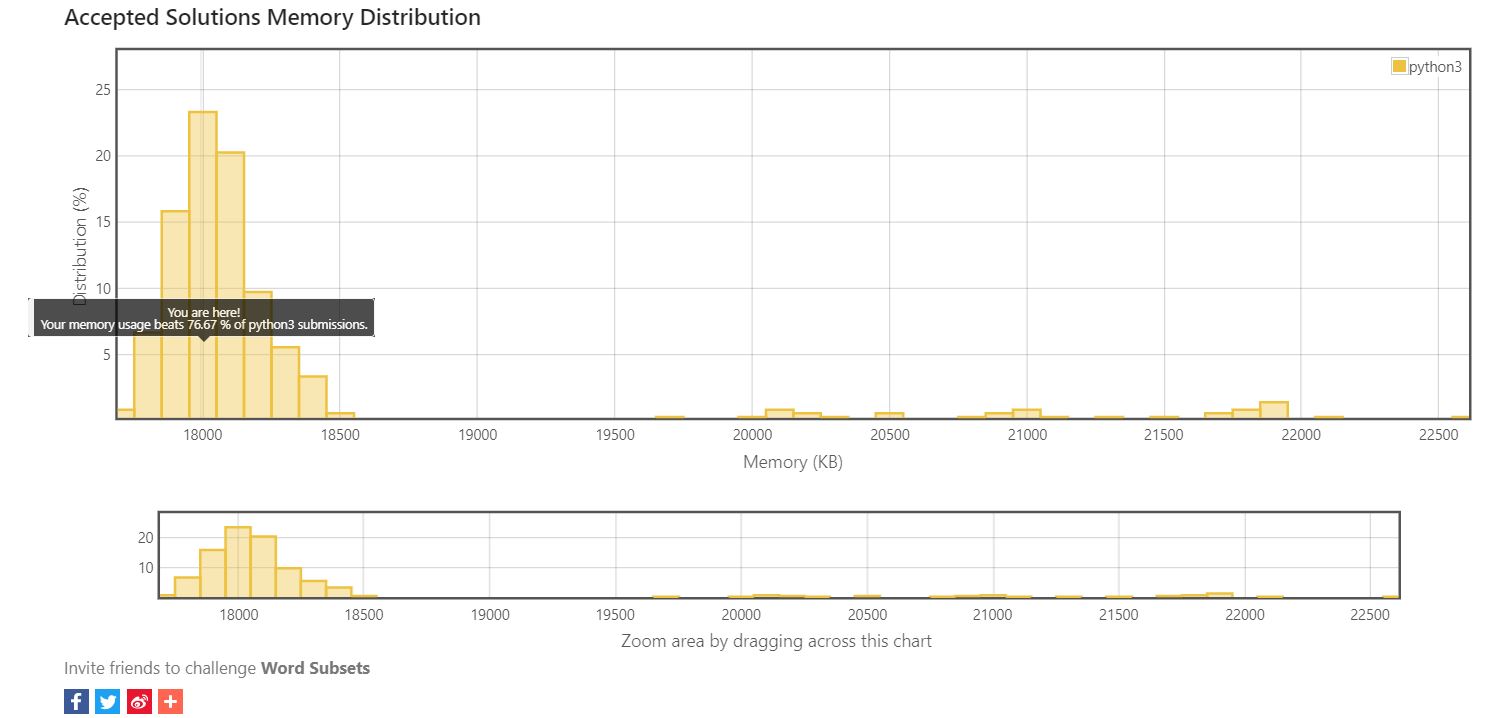 Accepted Solutions Memory Distribution
python3
25
20
15
10
5
Distribution (%)
You are here!
Your memory usage beats 76.67 % of python3 submissions.
18000 18500 19000 19500 20000 20500 21000 21500 22000 22500
Memory (KB)
20
10
18000 18500 19000 19500 20000 20500 21000 21500 22000 22500
Zoom area by dragging across this chart
Invite friends to challenge Word Subsets